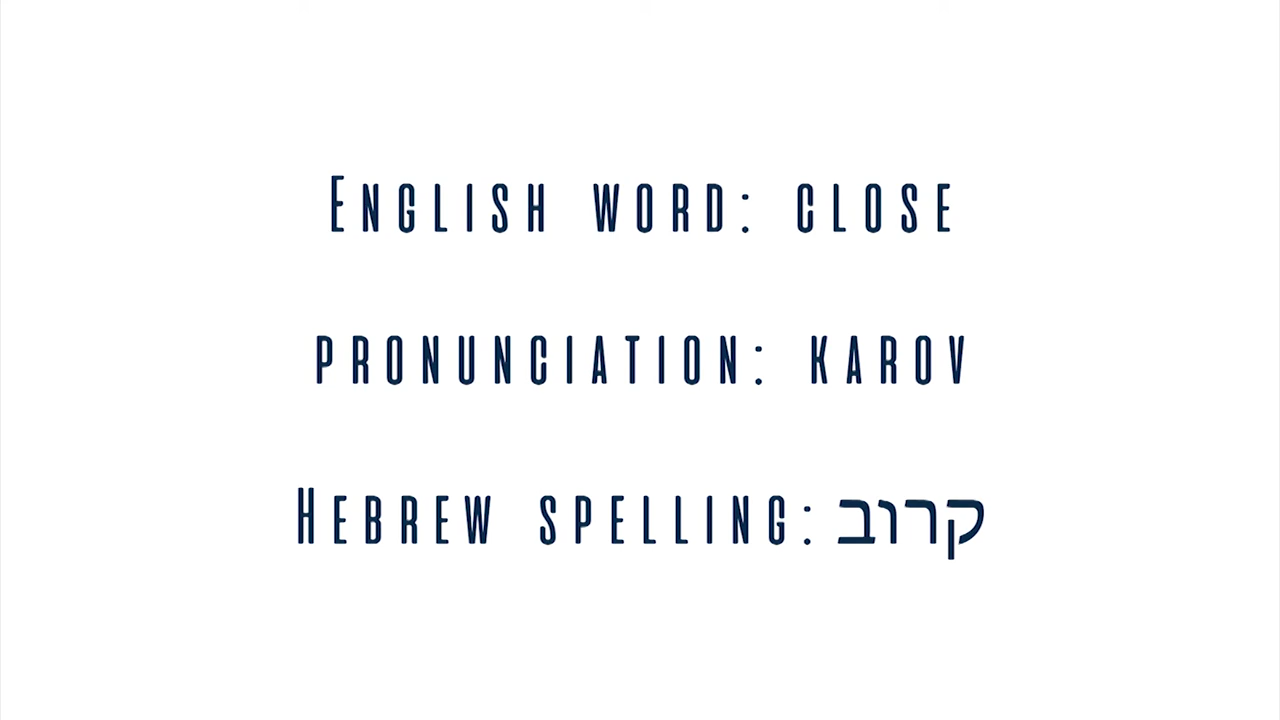 English word: close
pronunciation: karov
Hebrew spelling: קרוב